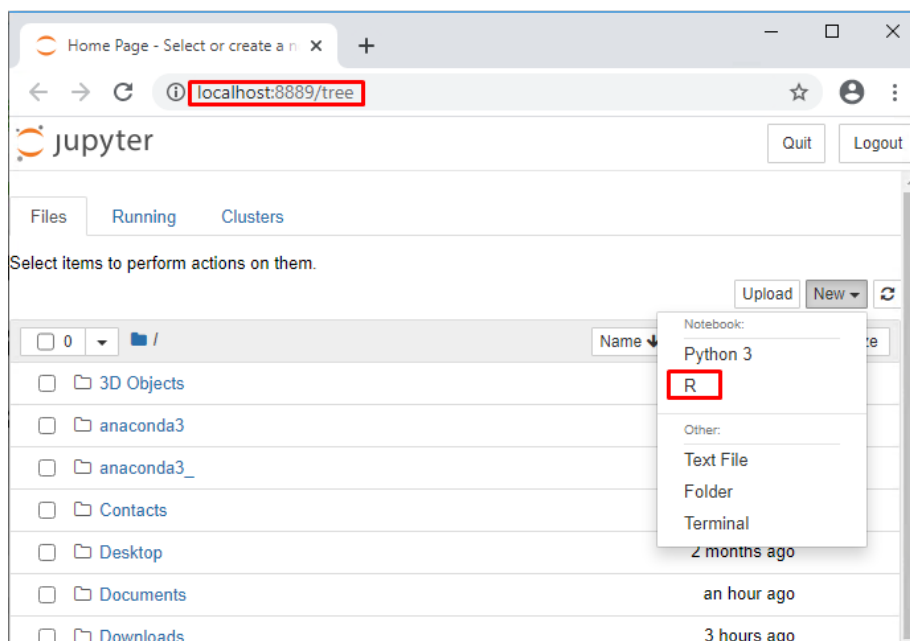 Home Page - Select or create a n
localhost:8889/tree
jupyter
Quit
Logout
Files Running Clusters
Select items to perform actions on them.
Upload New
0 /
Name
Notebook:
Python 3
R
Other:
Text File
Folder
Terminal
3D Objects
anaconda3
anaconda3_
Contacts
Desktop 2 months ago
Documents an hour ago
Downloads 3 hours ago